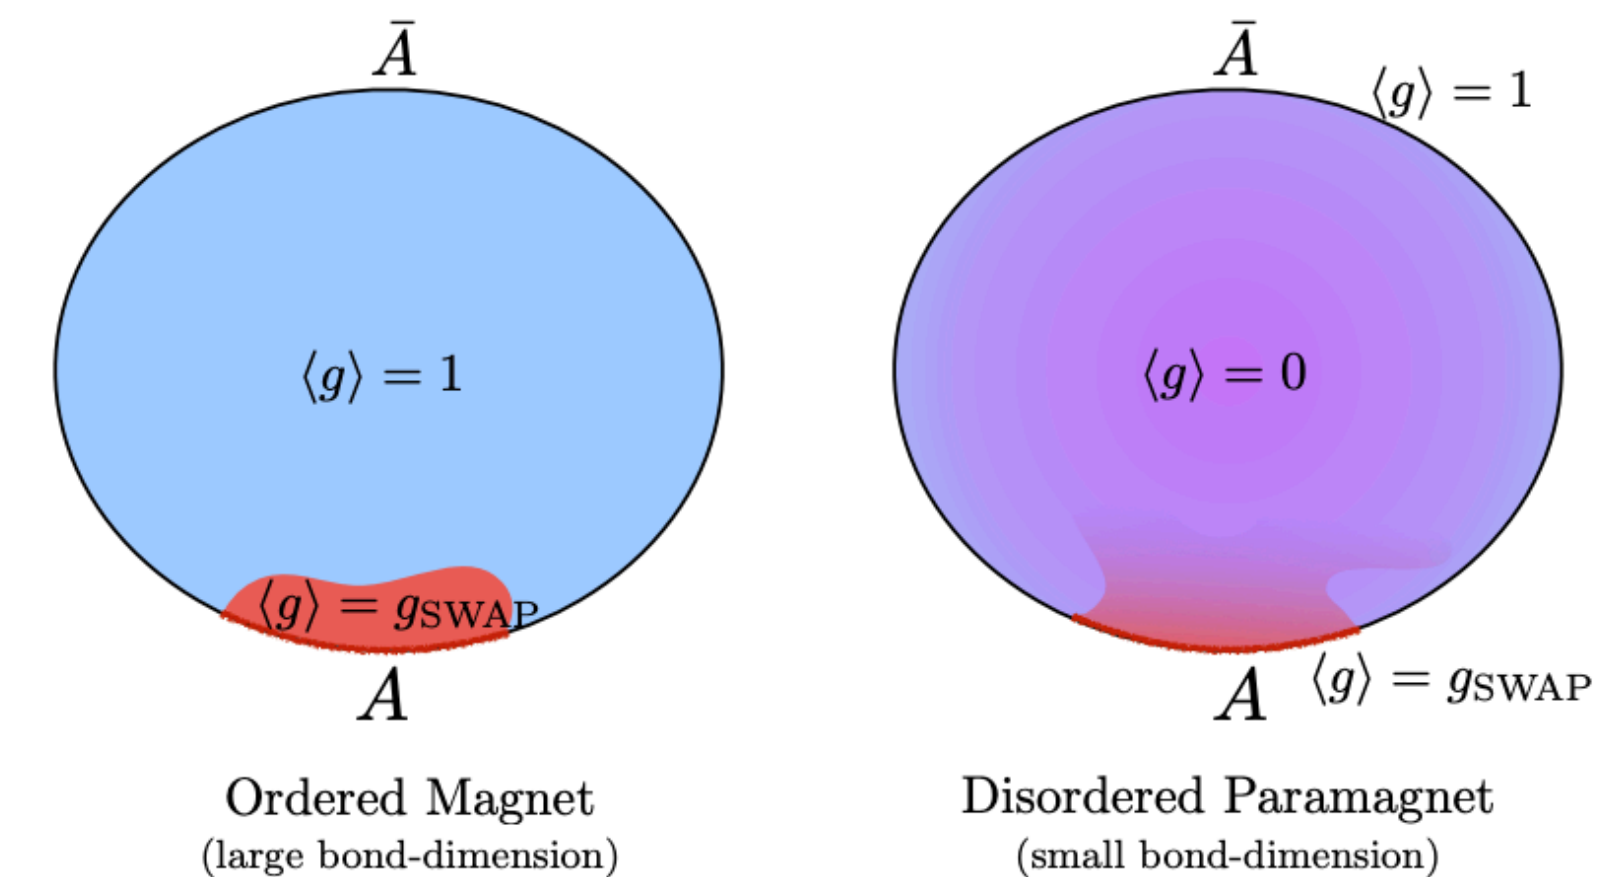 Ā
⟨g⟩ = 1
⟨g⟩ = g_SWAP
A
Ordered Magnet
(large bond-dimension)
Ā
⟨g⟩ = 1
⟨g⟩ = 0
A
⟨g⟩ = g_SWAP
Disordered Paramagnet
(small bond-dimension)